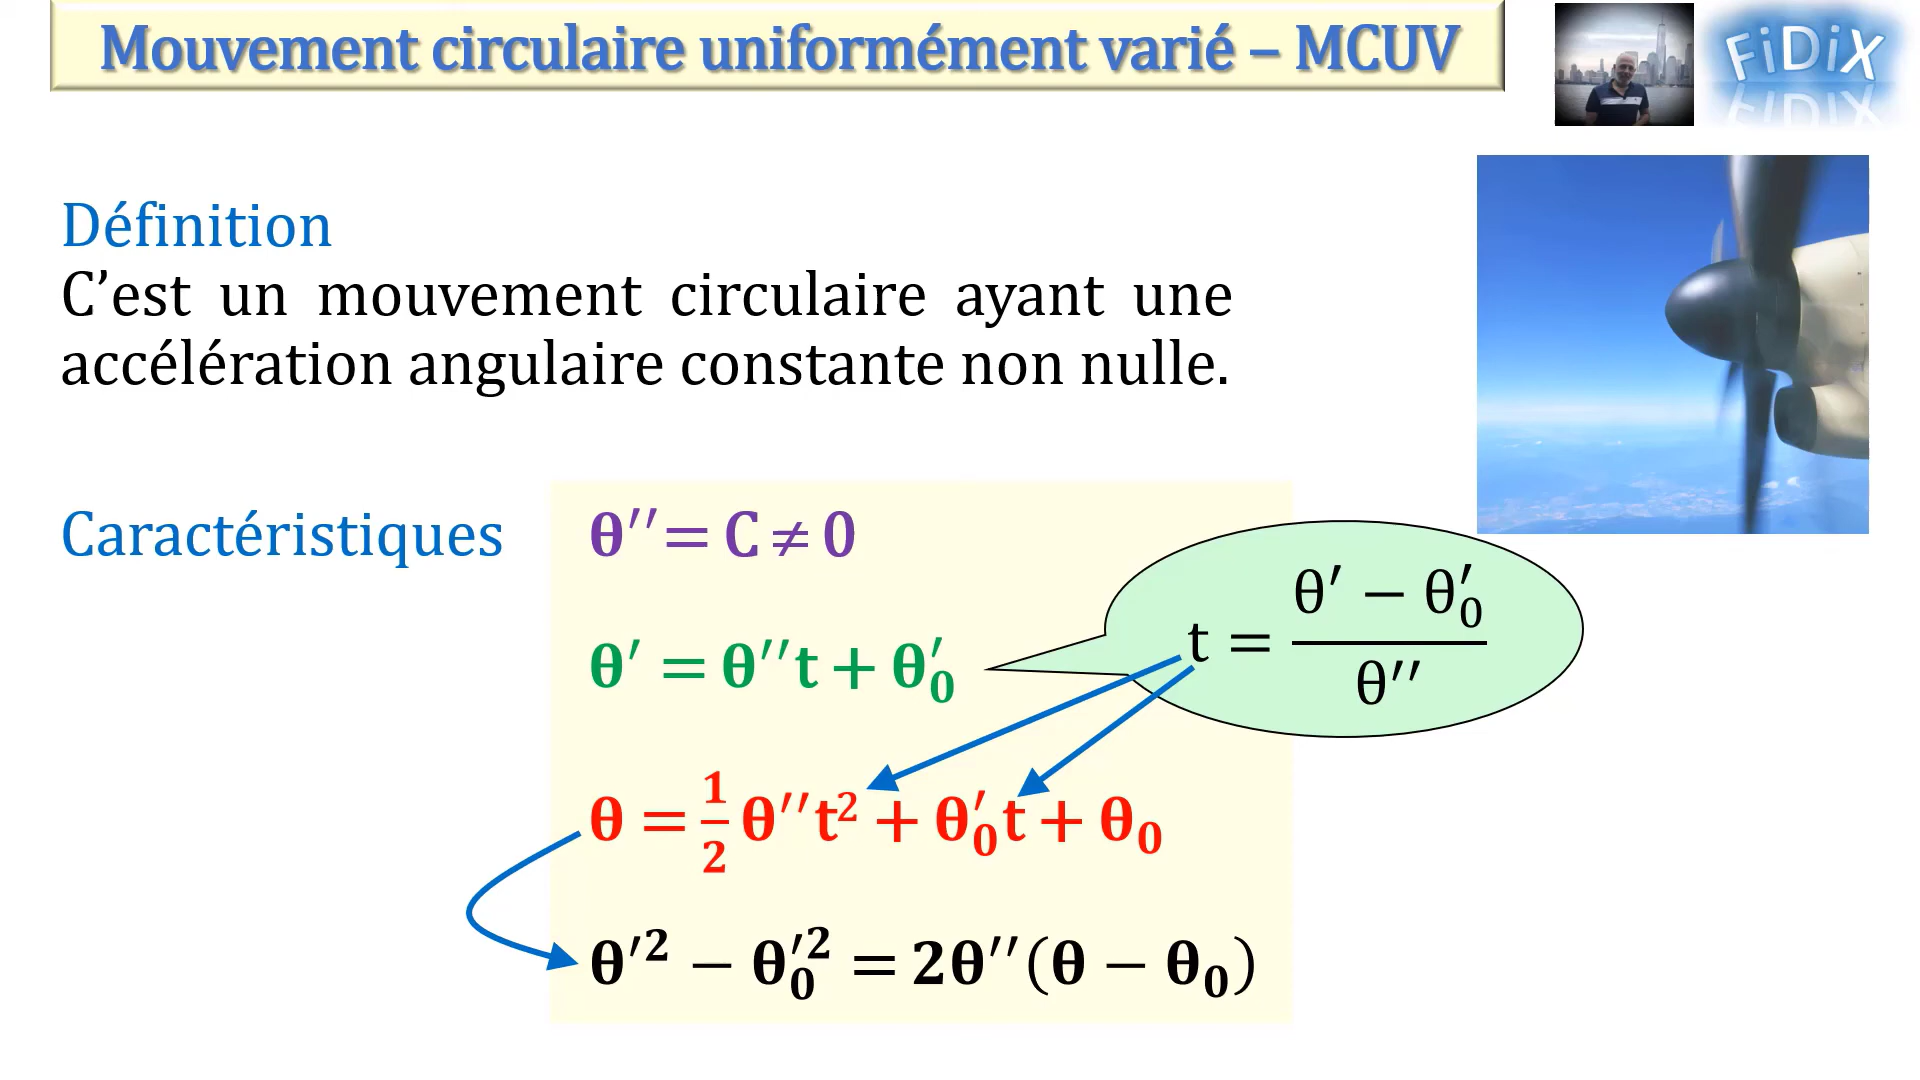 Mouvement circulaire uniformément varié – MCUV
FiDiX
Définition
C’est un mouvement circulaire ayant une
accélération angulaire constante non nulle.
Caractéristiques
θ′′ = C ≠ 0
θ′ = θ′′t + θ′₀
t = (θ′ − θ′₀)/θ′′
θ = ½ θ′′t² + θ′₀t + θ₀
θ′² − θ′₀² = 2θ′′(θ − θ₀)